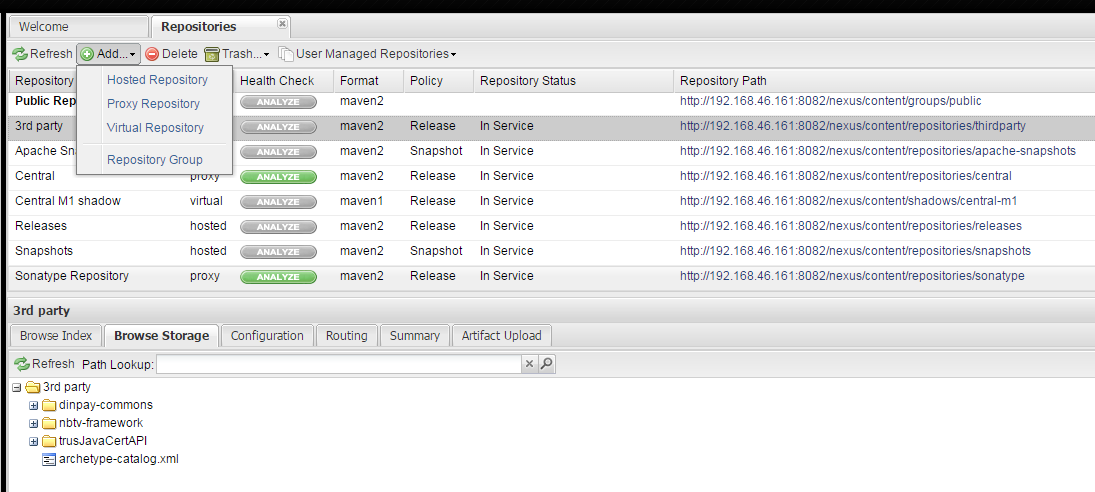 Welcome Repositories
Refresh Add... Delete Trash... User Managed Repositories
Repository Health Check Format Policy Repository Status Repository Path
Hosted Repository
Proxy Repository
Virtual Repository
Repository Group
Public Rep ANALYZE maven2 http://192.168.46.161:8082/nexus/content/groups/public
3rd party ANALYZE maven2 Release In Service http://192.168.46.161:8082/nexus/content/repositories/thirdparty
Apache Sna ANALYZE maven2 Snapshot In Service http://192.168.46.161:8082/nexus/content/repositories/apache-snapshots
Central proxy ANALYZE maven2 Release In Service http://192.168.46.161:8082/nexus/content/repositories/central
Central M1 shadow virtual ANALYZE maven1 Release In Service http://192.168.46.161:8082/nexus/content/shadows/central-m1
Releases hosted ANALYZE maven2 Release In Service http://192.168.46.161:8082/nexus/content/repositories/releases
Snapshots hosted ANALYZE maven2 Snapshot In Service http://192.168.46.161:8082/nexus/content/repositories/snapshots
Sonatype Repository proxy ANALYZE maven2 Release In Service http://192.168.46.161:8082/nexus/content/repositories/sonatype
3rd party
Browse Index Browse Storage Configuration Routing Summary Artifact Upload
Refresh Path Lookup:
3rd party
dinpay-commons
nbtv-framework
trusJavaCertAPI
archetype-catalog.xml